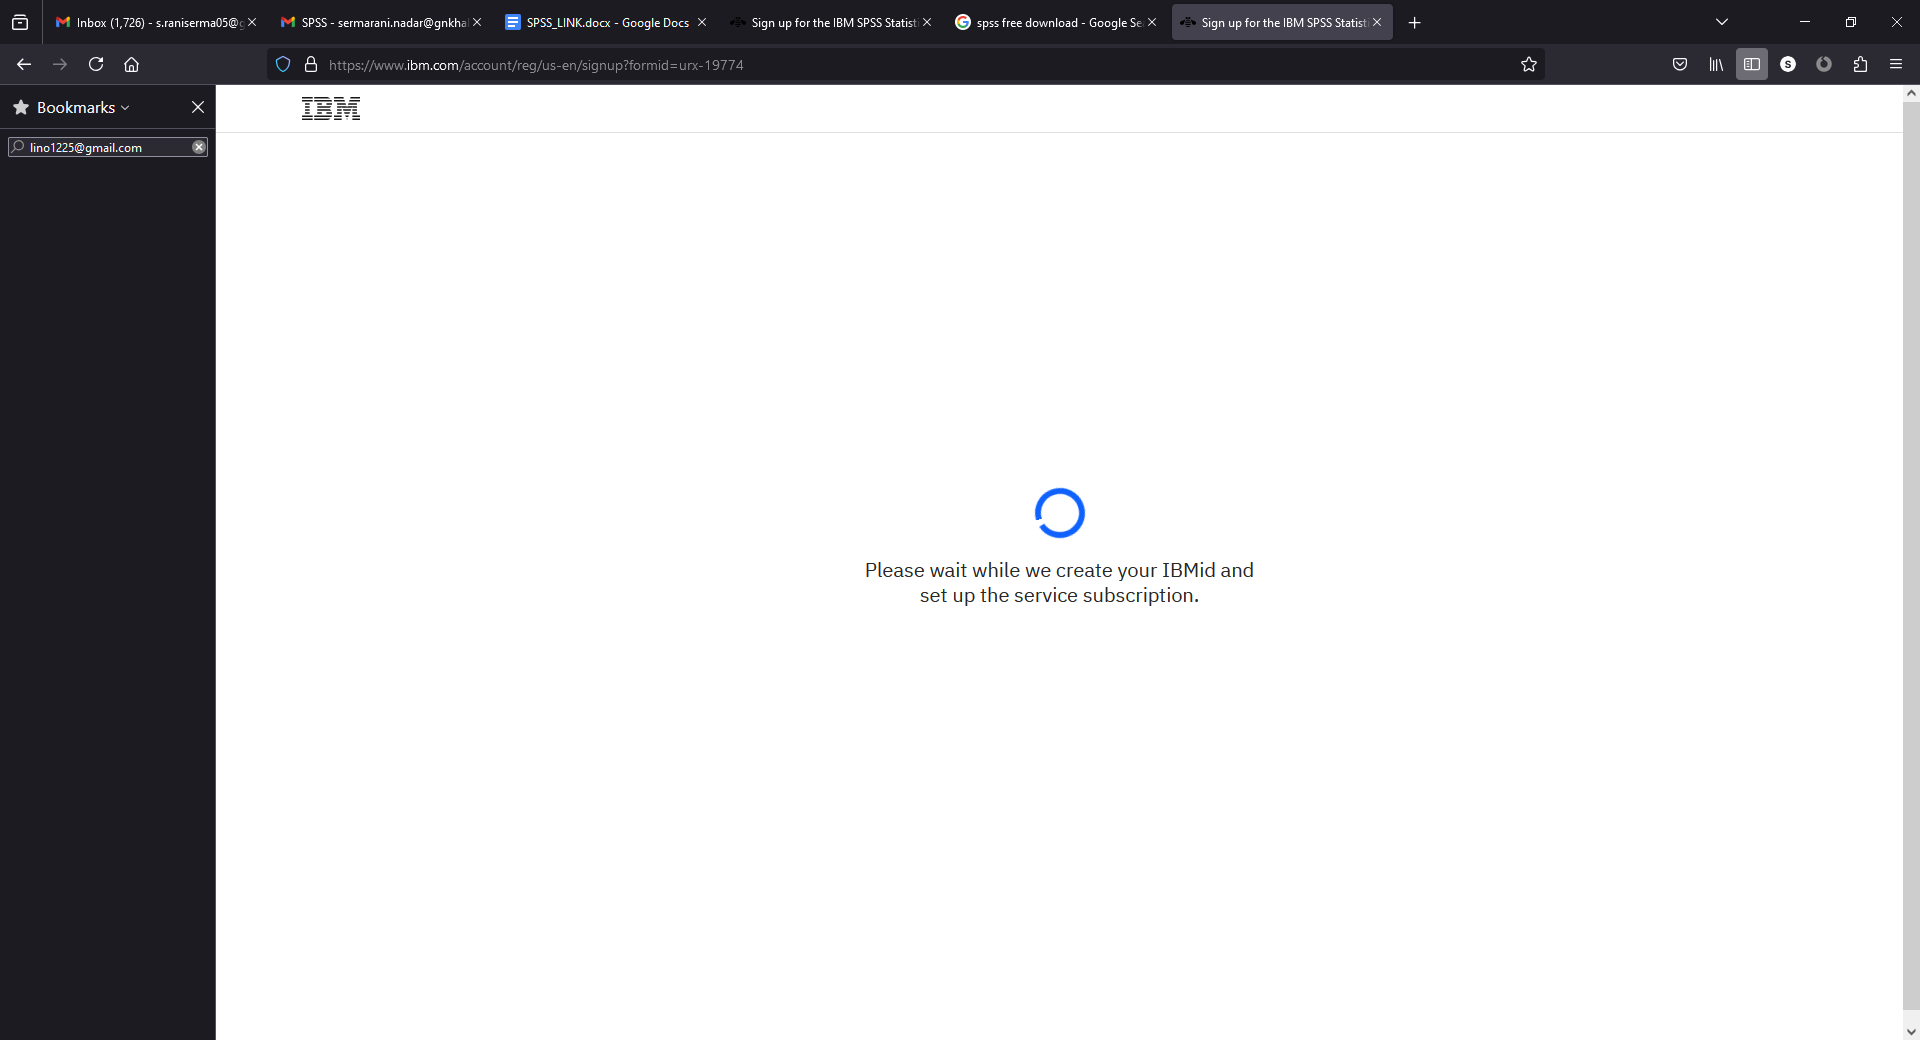 Inbox (1,726) - s.raniserma05@g
SPSS - sermarani.nadar@gnkhal
SPSS_LINK.docx - Google Docs
Sign up for the IBM SPSS Statisti
spss free download - Google Se
Sign up for the IBM SPSS Statisti
https://www.ibm.com/account/reg/us-en/signup?formid=urx-19774
S
Bookmarks
IBM
lino1225@gmail.com
Please wait while we create your IBMid and
set up the service subscription.